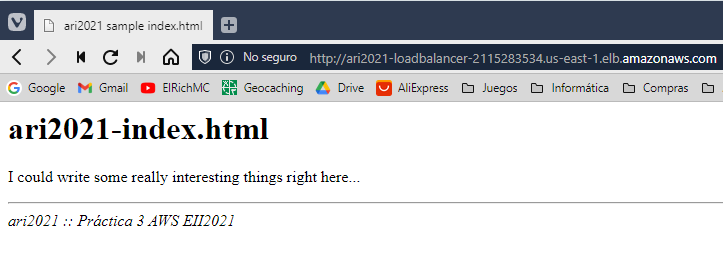 ari2021 sample index.html
No seguro http://ari2021-loadbalancer-2115283534.us-east-1.elb.amazonaws.com
Google Gmail ElRichMC Geocaching Drive AliExpress Juegos Informática Compras
ari2021-index.html
I could write some really interesting things right here...
ari2021 :: Práctica 3 AWS EII2021